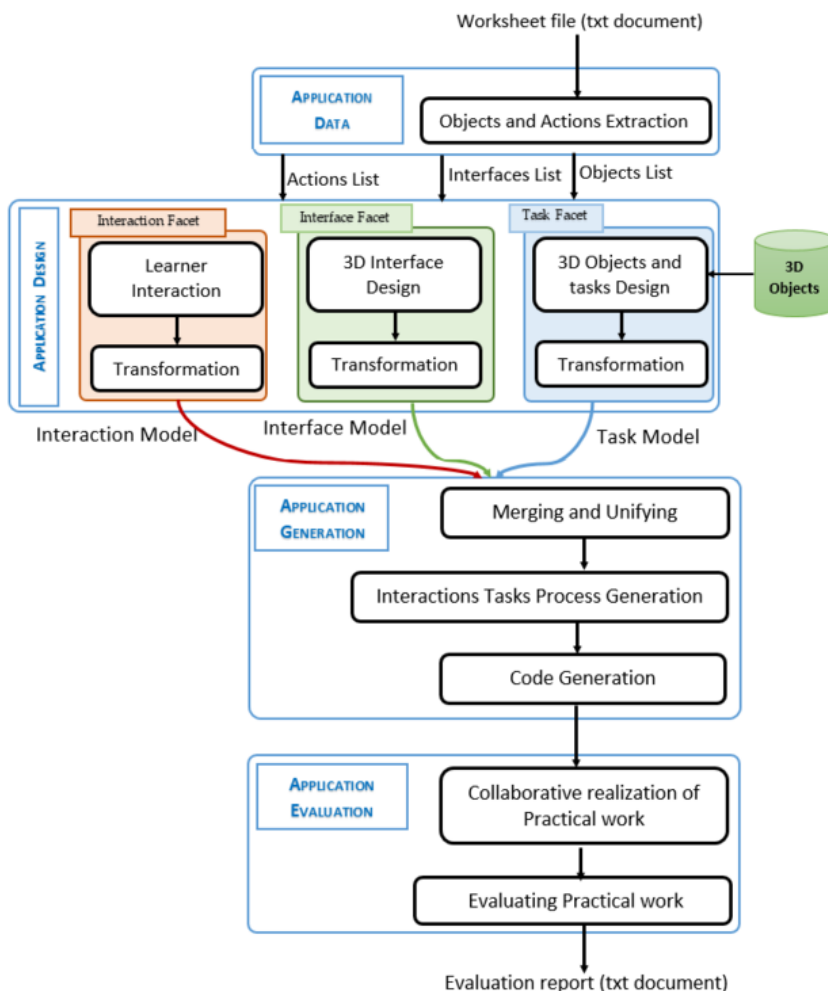 Worksheet file (txt document)
APPLICATION
DATA
Objects and Actions Extraction
Actions List
Interfaces List
Objects List
APPLICATION DESIGN
Interaction Facet
Interface Facet
Task Facet
Learner
Interaction
3D Interface
Design
3D Objects and
tasks Design
3D
Objects
Transformation
Transformation
Transformation
Interaction Model
Interface Model
Task Model
APPLICATION
GENERATION
Merging and Unifying
Interactions Tasks Process Generation
Code Generation
APPLICATION
EVALUATION
Collaborative realization of
Practical work
Evaluating Practical work
Evaluation report (txt document)